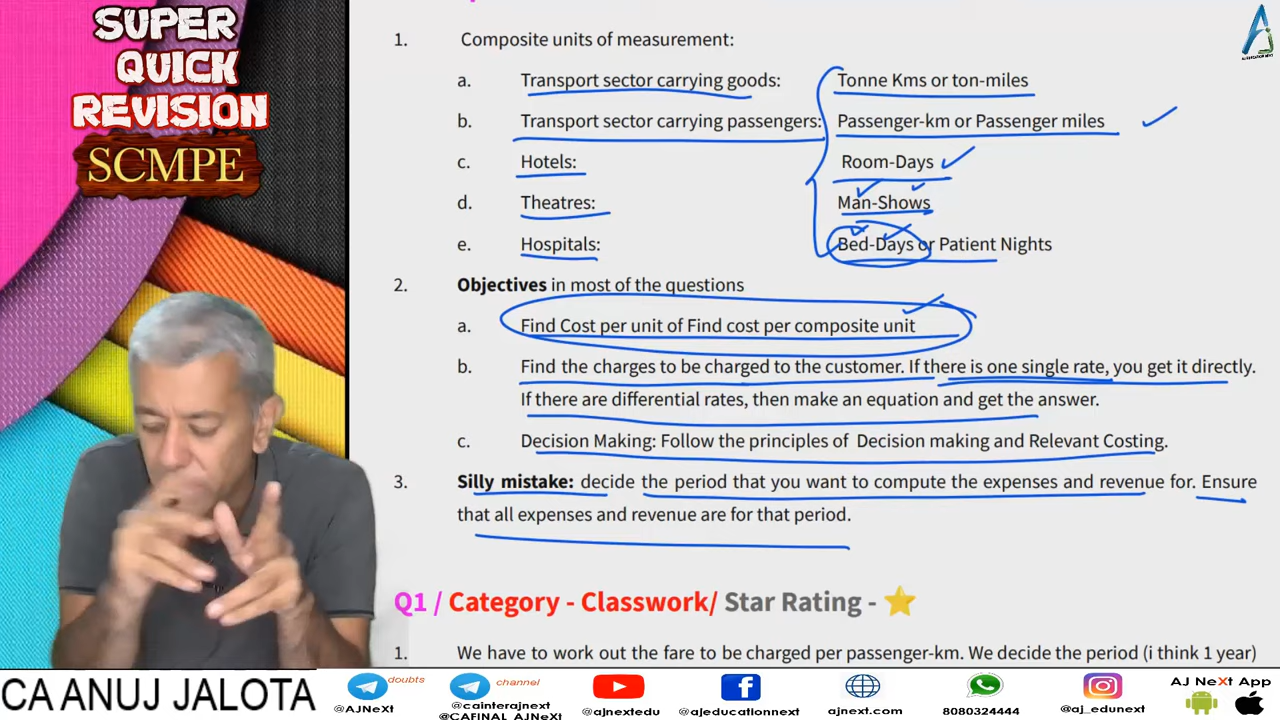 SUPER
QUICK
REVISION
SCMPE
1. Composite units of measurement:
a. Transport sector carrying goods: Tonne Kms or ton-miles
b. Transport sector carrying passengers: Passenger-km or Passenger miles
c. Hotels: Room-Days
d. Theatres: Man-Shows
e. Hospitals: Bed-Days or Patient Nights
2. Objectives in most of the questions
a. Find Cost per unit of Find cost per composite unit
b. Find the charges to be charged to the customer. If there is one single rate, you get it directly.
If there are differential rates, then make an equation and get the answer.
c. Decision Making: Follow the principles of Decision making and Relevant Costing.
3. Silly mistake: decide the period that you want to compute the expenses and revenue for. Ensure
that all expenses and revenue are for that period.
Q1 / Category - Classwork/ Star Rating - ⭐
1. We have to work out the fare to be charged per passenger-km. We decide the period (i think 1 year)
CA ANUJ JALOTA
doubts
@AJNeXt
channel
@cainterajnext
@CAFINAL_AJNeXt
@ajnextedu
@ajeducationnext
ajnext.com
8080324444
@aj_edunext
AJ NeXt App